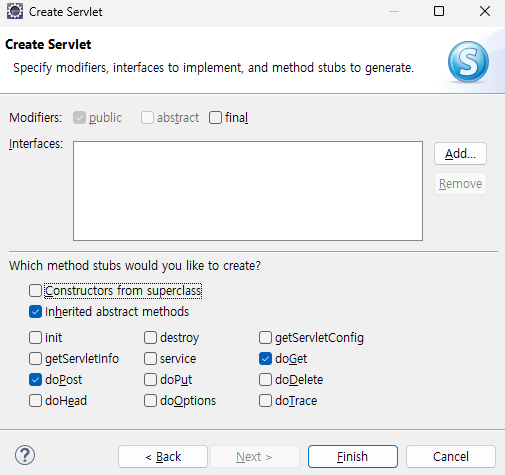 Create Servlet
Create Servlet
Specify modifiers, interfaces to implement, and method stubs to generate.
S
Modifiers: public abstract final
Interfaces:
Add...
Remove
Which method stubs would you like to create?
Constructors from superclass
Inherited abstract methods
init destroy getServletConfig
getServletInfo service doGet
doPost doPut doDelete
doHead doOptions doTrace
? < Back Next > Finish Cancel